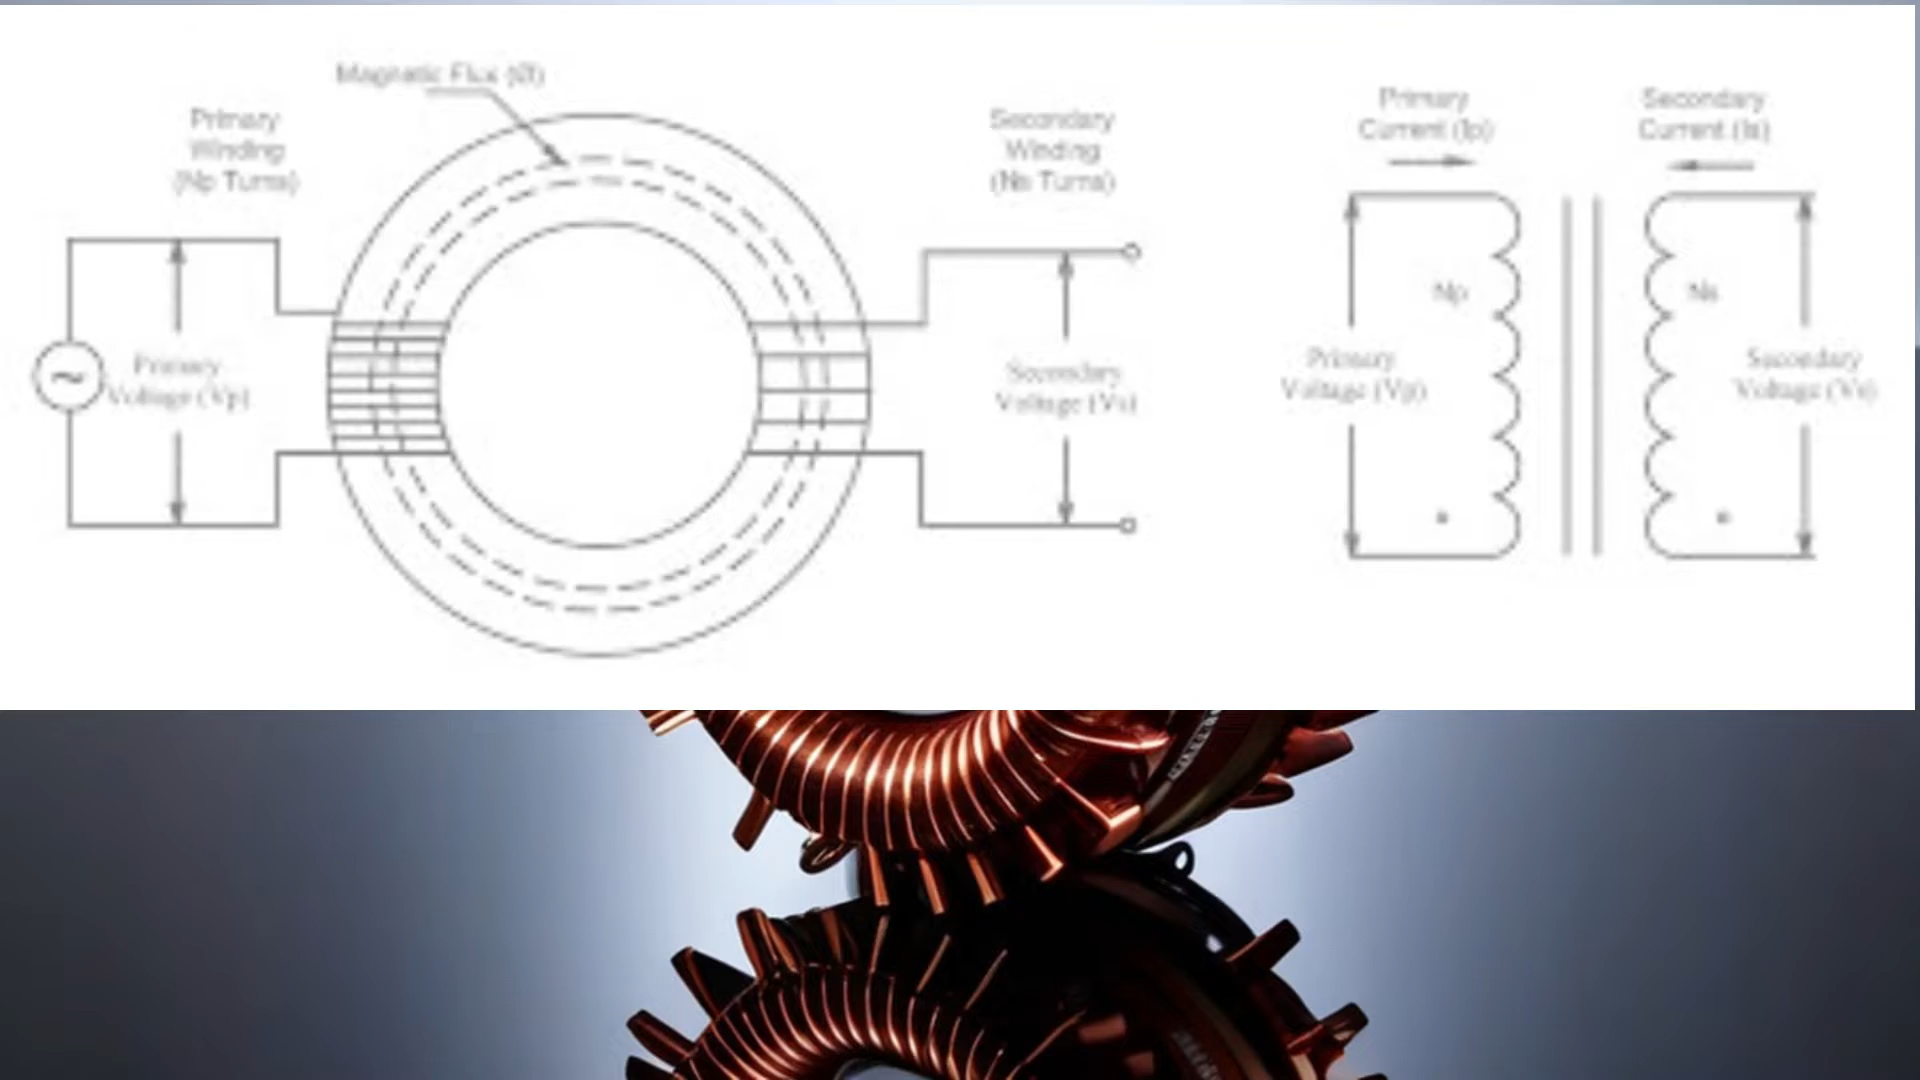 Magnetic Flux (Ø)
Primary
Winding
(Np Turns)
Secondary
Winding
(Ns Turns)
Primary
Voltage (Vp)
Secondary
Voltage (Vs)
Primary
Current (Ip)
Secondary
Current (Is)
Np
Ns
Primary
Voltage (Vp)
Secondary
Voltage (Vs)